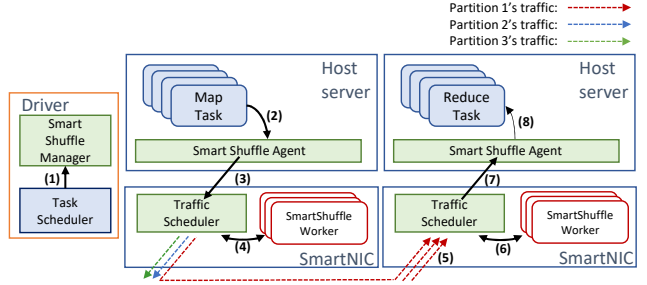 Partition 1's traffic:
Partition 2's traffic:
Partition 3's traffic:
Driver
Smart
Shuffle
Manager
(1)
Task
Scheduler
Host
server
Map
Task
(2)
Smart Shuffle Agent
(3)
Traffic
Scheduler
(4)
SmartShuffle
Worker
SmartNIC
Host
server
Reduce
Task
(8)
Smart Shuffle Agent
(7)
Traffic
Scheduler
(5)
(6)
SmartShuffle
Worker
SmartNIC